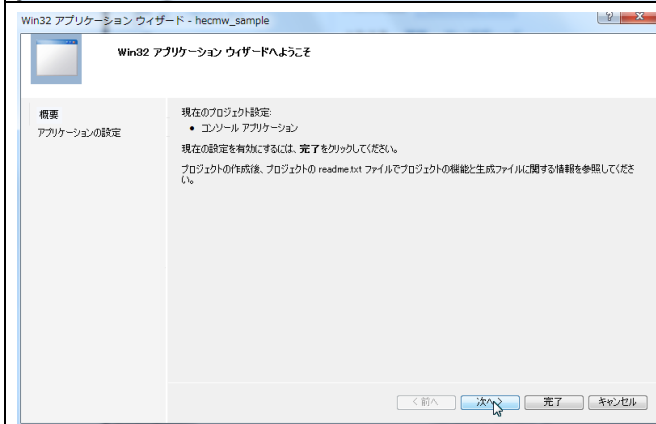 Win32 アプリケーション ウィザード - hecmw_sample
Win32 アプリケーション ウィザードへようこそ
概要
アプリケーションの設定
現在のプロジェクト設定:
• コンソール アプリケーション
現在の設定を有効にするには、完了をクリックしてください。
プロジェクトの作成後、プロジェクトの readme.txt ファイルでプロジェクトの機能と生成ファイルに関する情報を参照してくださ
い。
< 前へ
次へ >
完了
キャンセル